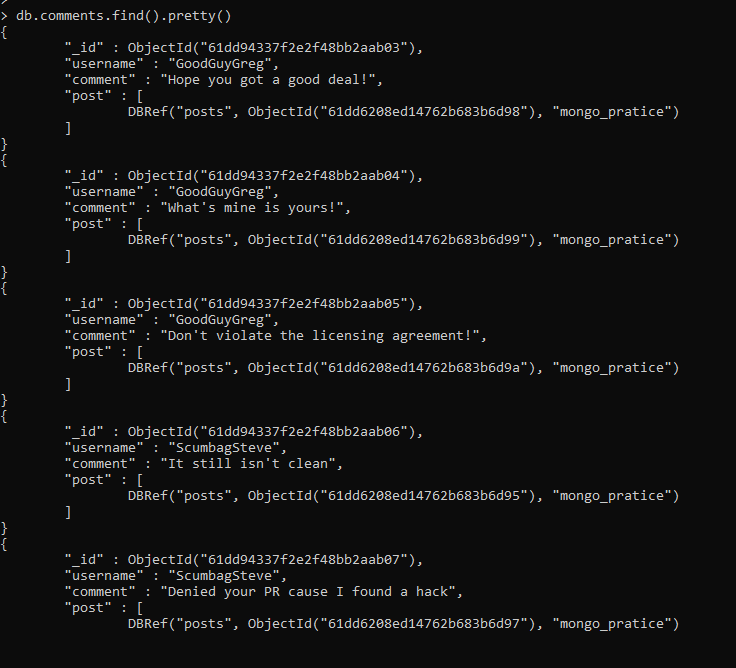 >
> db.comments.find().pretty()
{
        "_id" : ObjectId("61dd94337f2e2f48bb2aab03"),
        "username" : "GoodGuyGreg",
        "comment" : "Hope you got a good deal!",
        "post" : [
                DBRef("posts", ObjectId("61dd6208ed14762b683b6d98"), "mongo_pratice")
        ]
}
{
        "_id" : ObjectId("61dd94337f2e2f48bb2aab04"),
        "username" : "GoodGuyGreg",
        "comment" : "What's mine is yours!",
        "post" : [
                DBRef("posts", ObjectId("61dd6208ed14762b683b6d99"), "mongo_pratice")
        ]
}
{
        "_id" : ObjectId("61dd94337f2e2f48bb2aab05"),
        "username" : "GoodGuyGreg",
        "comment" : "Don't violate the licensing agreement!",
        "post" : [
                DBRef("posts", ObjectId("61dd6208ed14762b683b6d9a"), "mongo_pratice")
        ]
}
{
        "_id" : ObjectId("61dd94337f2e2f48bb2aab06"),
        "username" : "ScumbagSteve",
        "comment" : "It still isn't clean",
        "post" : [
                DBRef("posts", ObjectId("61dd6208ed14762b683b6d95"), "mongo_pratice")
        ]
}
{
        "_id" : ObjectId("61dd94337f2e2f48bb2aab07"),
        "username" : "ScumbagSteve",
        "comment" : "Denied your PR cause I found a hack",
        "post" : [
                DBRef("posts", ObjectId("61dd6208ed14762b683b6d97"), "mongo_pratice")